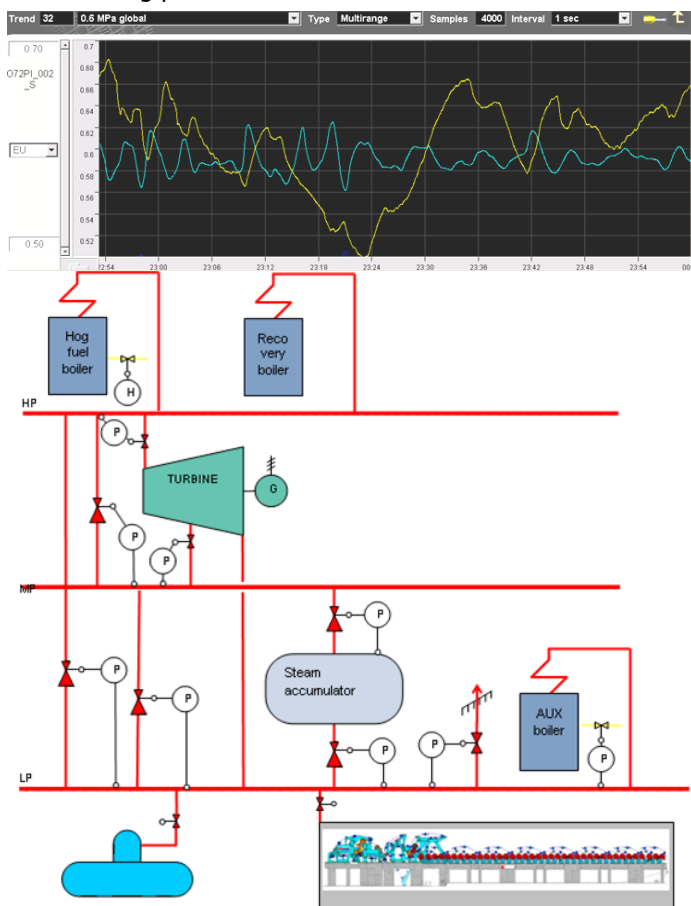 Trend 32 0.6 MPa global Type Multirange Samples 4000 Interval 1 sec
0.70
O72PI_002
_S
EU
0.50
0.7
0.68
0.66
0.64
0.62
0.6
0.58
0.56
0.54
0.52
23:00 23:06 23:12 23:18 23:24 23:30 23:36 23:42 23:48 23:54 00
Hog
fuel
boiler
H
Reco
very
boiler
HP
P
TURBINE
G
P
P
MP
P
Steam
accumulator
P
P
AUX
boiler
P
P
P
LP